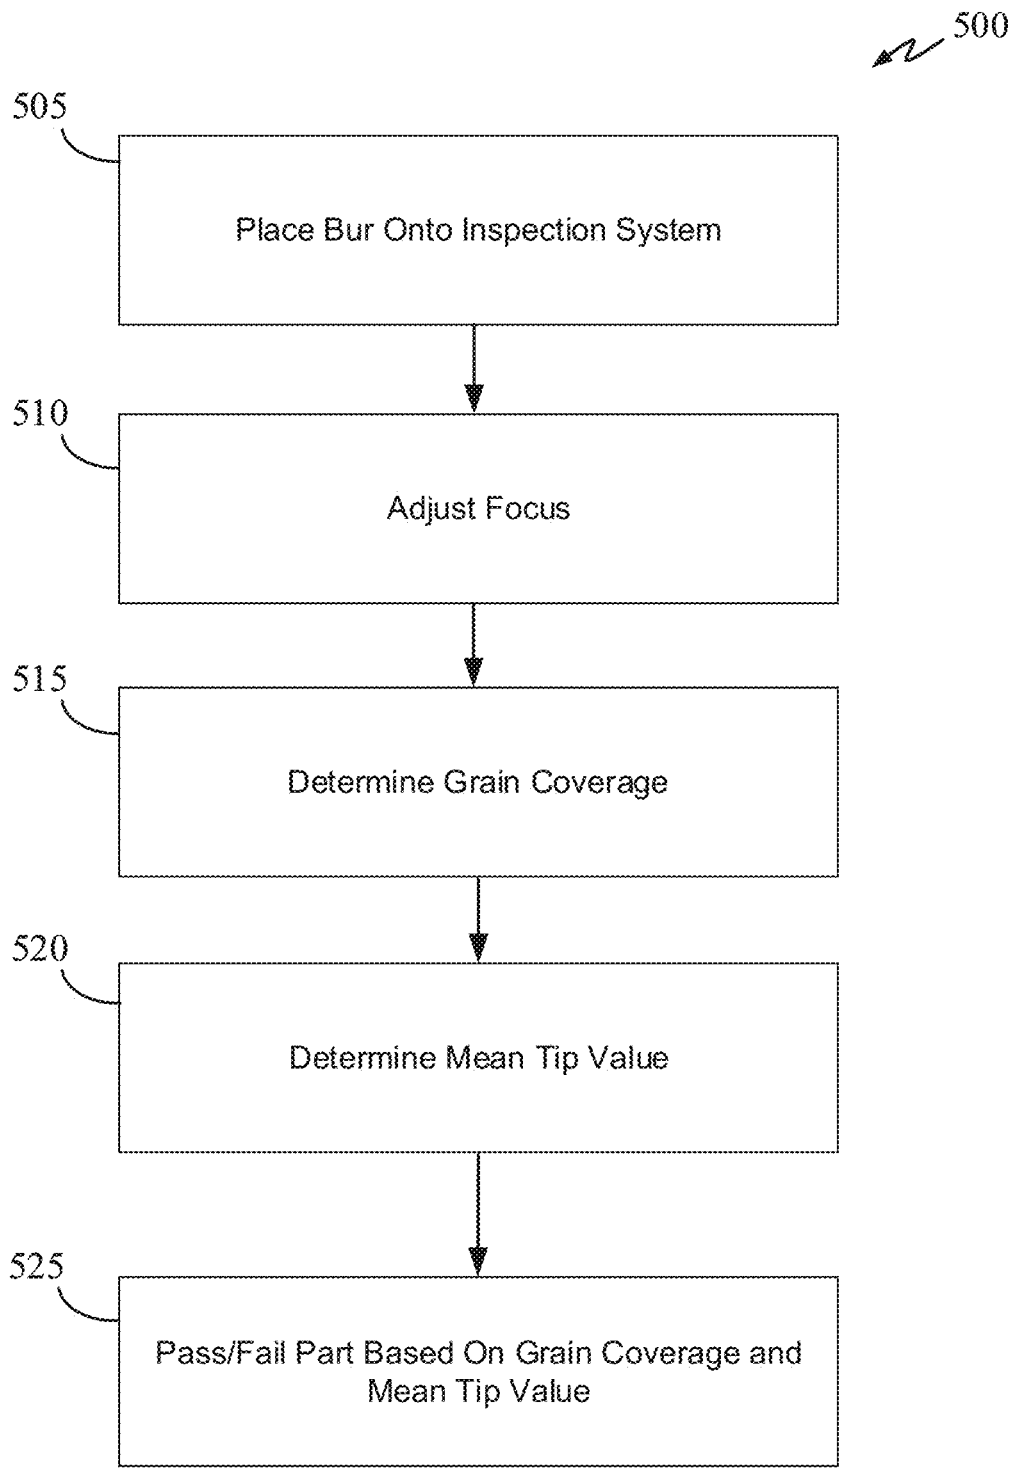 500
505
Place Bur Onto Inspection System
510
Adjust Focus
515
Determine Grain Coverage
520
Determine Mean Tip Value
525
Pass/Fail Part Based On Grain Coverage and
Mean Tip Value